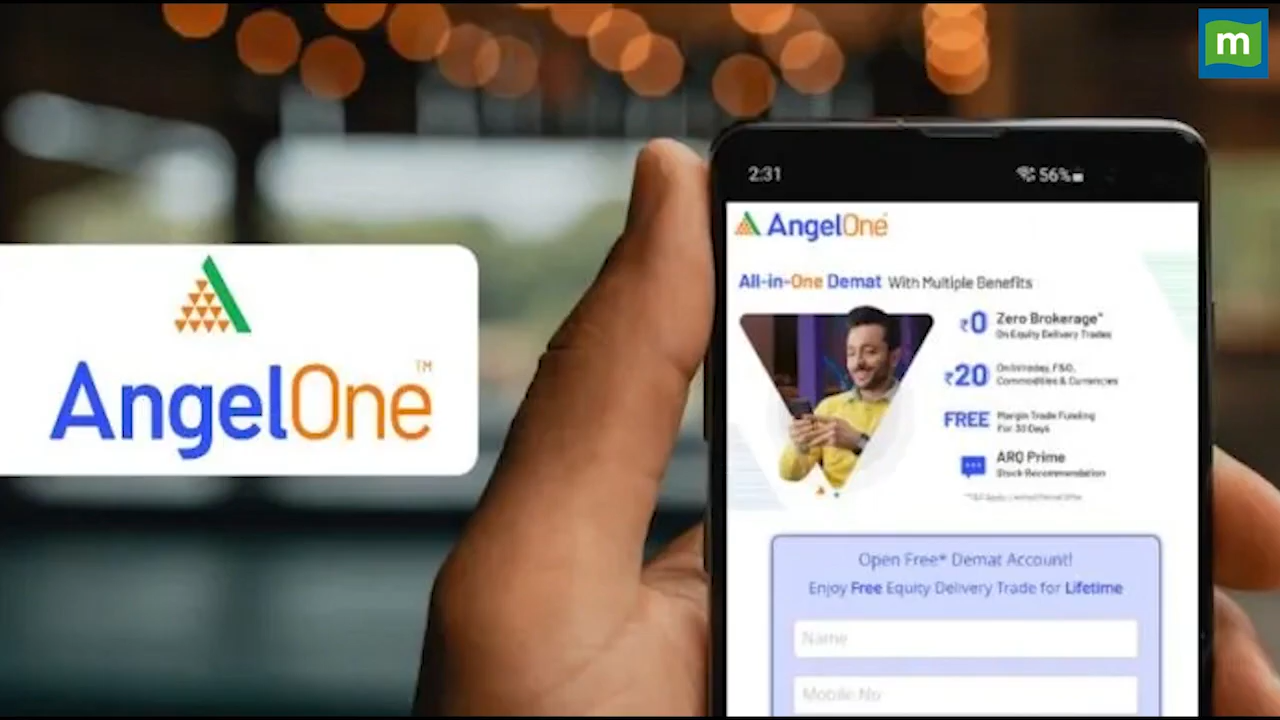 m
AngelOne™
2:31
56%
AngelOne
All-in-One Demat With Multiple Benefits
₹0 Zero Brokerage*
On Equity Delivery Trades
₹20 On Intraday, F&O,
Commodities & Currencies
FREE Margin Trade Funding
For 30 Days
ARQ Prime
Stock Recommendation
Open Free* Demat Account!
Enjoy Free Equity Delivery Trade for Lifetime
Name
Mobile No